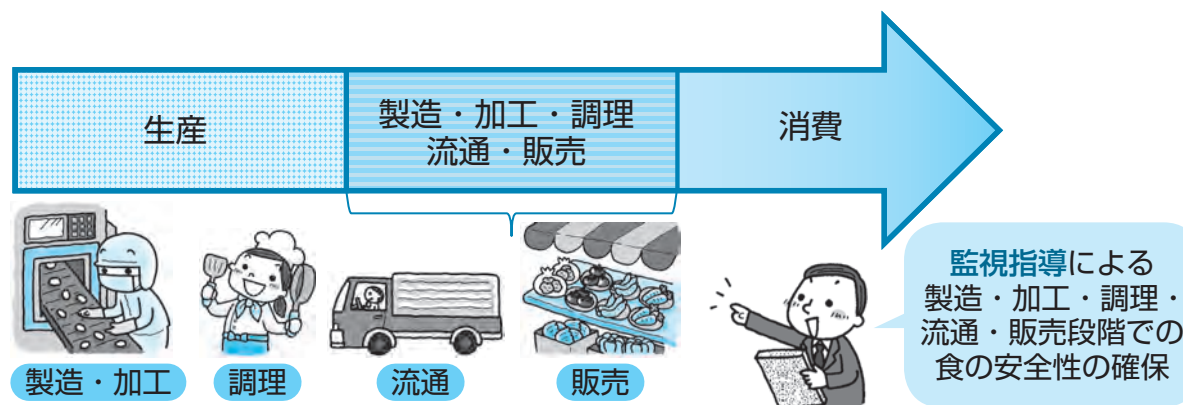 生産
製造・加工・調理
流通・販売
消費
製造・加工
調理
流通
販売
監視指導による
製造・加工・調理・
流通・販売段階での
食の安全性の確保